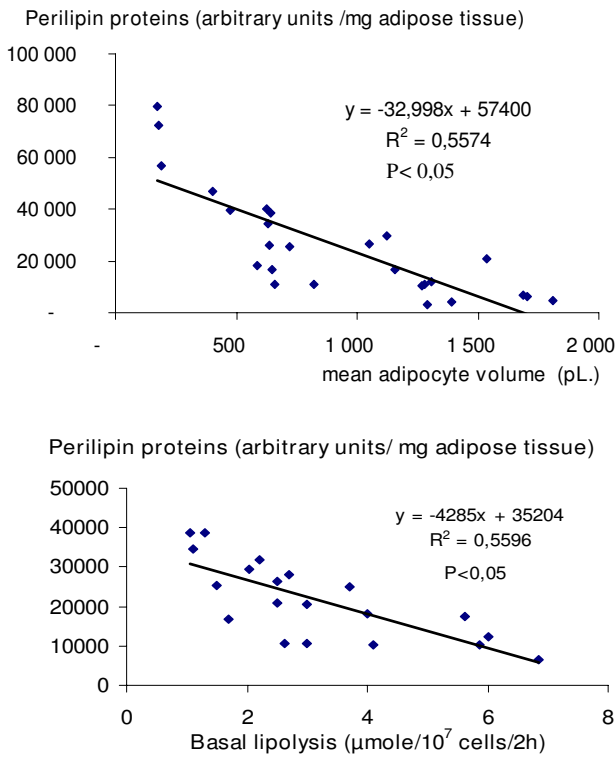 Perilipin proteins (arbitrary units /mg adipose tissue)
100 000
80 000
60 000
40 000
20 000
-
y = -32,998x + 57400
R² = 0,5574
P< 0,05
- 500 1 000 1 500 2 000
mean adipocyte volume (pL.)
Perilipin proteins (arbitrary units/ mg adipose tissue)
50000
40000
30000
20000
10000
0
y = -4285x + 35204
R² = 0,5596
P<0,05
0 2 4 6 8
Basal lipolysis (µmole/10⁷ cells/2h)